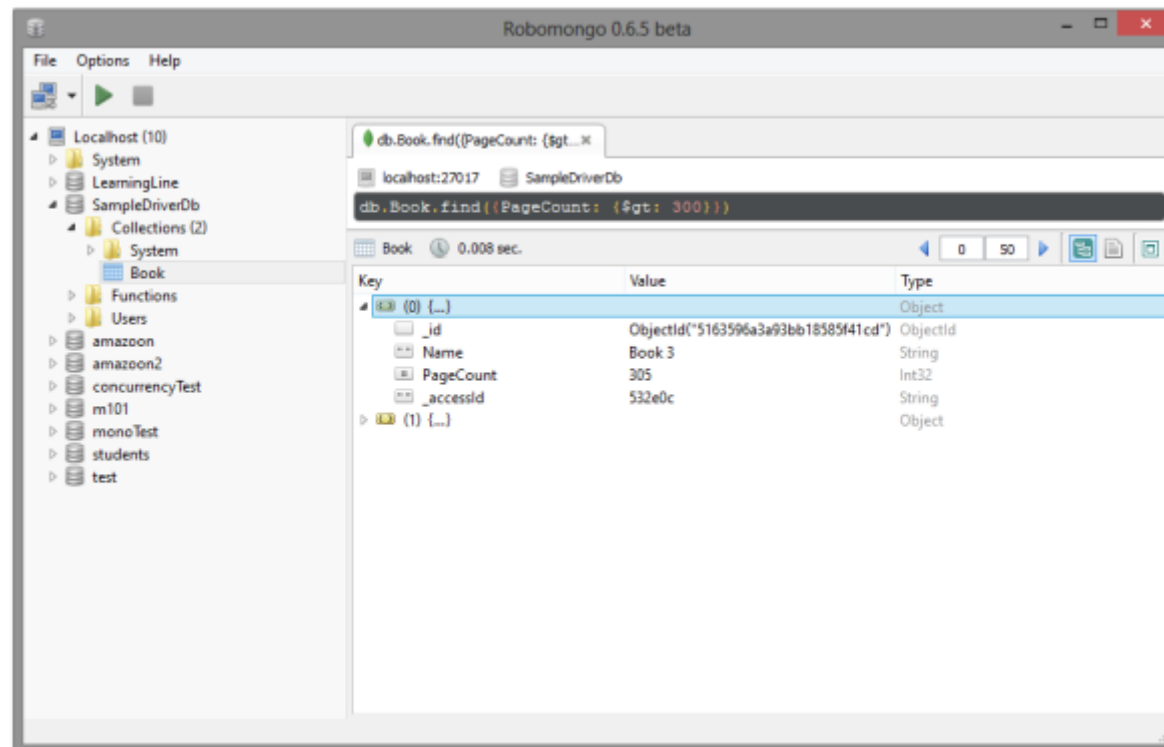 Robomongo 0.6.5 beta
File Options Help
Localhost (10)
System
LearningLine
SampleDriverDb
Collections (2)
System
Book
Functions
Users
amazoon
amazoon2
concurrencyTest
m101
monoTest
students
test
db.Book.find({PageCount: {$gt...
localhost:27017 SampleDriverDb
db.Book.find({PageCount: {$gt: 300}})
Book 0.008 sec. 0 50
Key Value Type
(0) {...} Object
_id ObjectId("5163596a3a93bb18585f41cd") ObjectId
Name Book 3 String
PageCount 305 Int32
_accessId 532e0c String
(1) {...} Object